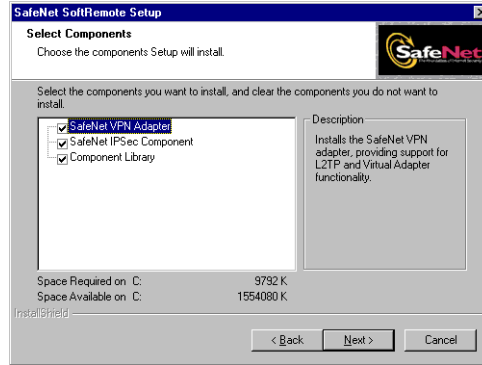 SafeNet SoftRemote Setup
Select Components
Choose the components Setup will install.
SafeNet
Select the components you want to install, and clear the components you do not want to
install.
SafeNet VPN Adapter
SafeNet IPSec Component
Component Library
Description
Installs the SafeNet VPN
adapter, providing support for
L2TP and Virtual Adapter
functionality.
Space Required on C: 9792 K
Space Available on C: 1554080 K
InstallShield
< Back
Next >
Cancel